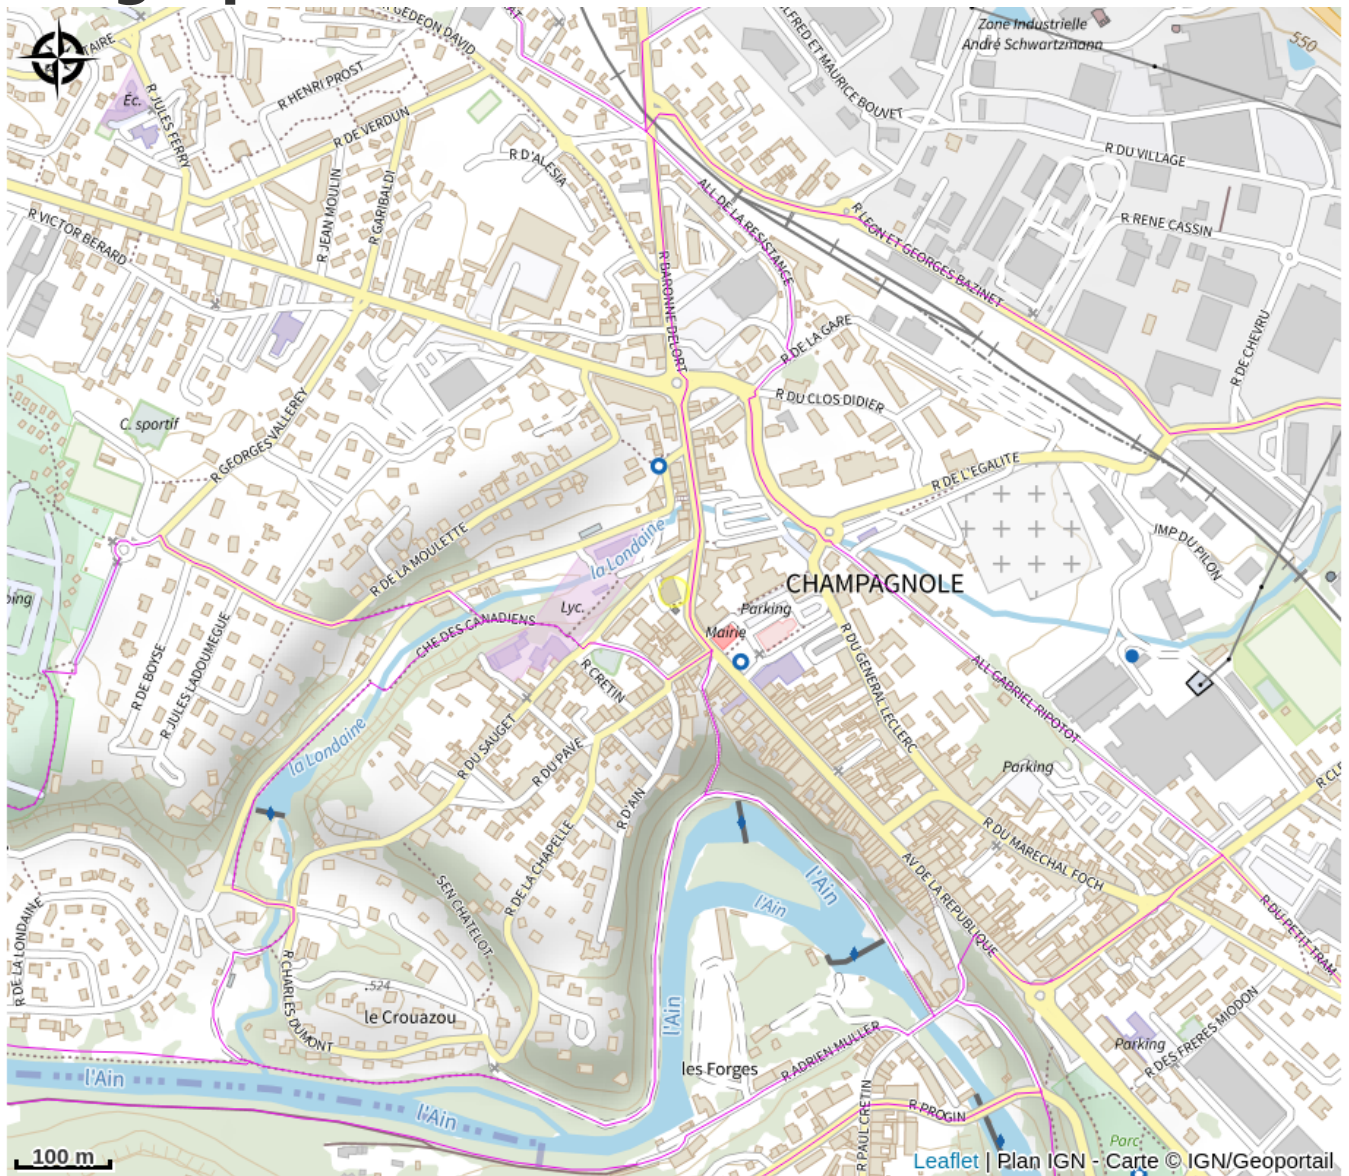 GEDEON DAVID
TAIRE
Zone Industrielle
André Schwartzmann
550
R ALFRED ET MAURICE BOUVET
Éc.
R HENRI PROST
R JULES FERRY
R DE VERDUN
R D'ALESIA
R DU VILLAGE
R JEAN MOULIN
R GARIBALDI
ALL DE LA RESISTANCE
R LEON ET GEORGES BAZINET
R RENE CASSIN
R VICTOR BERARD
R BARONNE DELORT
R DE LA GARE
R DE CHEVRU
R DU CLOS DIDIER
C. sportif
R GEORGES VALLEREY
R DE L'EGALITE
la Londaine
IMP DU PILON
R DE LA MOULETTE
CHAMPAGNOLE
Lyc.
Parking
Mairie
CHE DES CANADIENS
R DE BOYSE
R JULES LADOUMEGUE
R CRETIN
R DU GENERAL LECLERC
ALL GABRIEL RIPOTOT
la Londaine
R DU SAUGET
R DU PAVE
Parking
R D'AIN
R DE LA CHAPELLE
R DU MARECHAL FOCH
l'Ain
l'Ain
AV DE LA REPUBLIQUE
SEN CHATELOT
R DU PETIT TRAM
R DE LA LONDAINE
R CHARLES DUMONT
524
le Crouazou
l'Ain
les Forges
R ADRIEN MULLER
Parking
R DES FRERES MIODON
l'Ain
l'Ain
R PAUL CRETIN
R PROGIN
Parc
100 m
Leaflet | Plan IGN - Carte © IGN/Geoportail